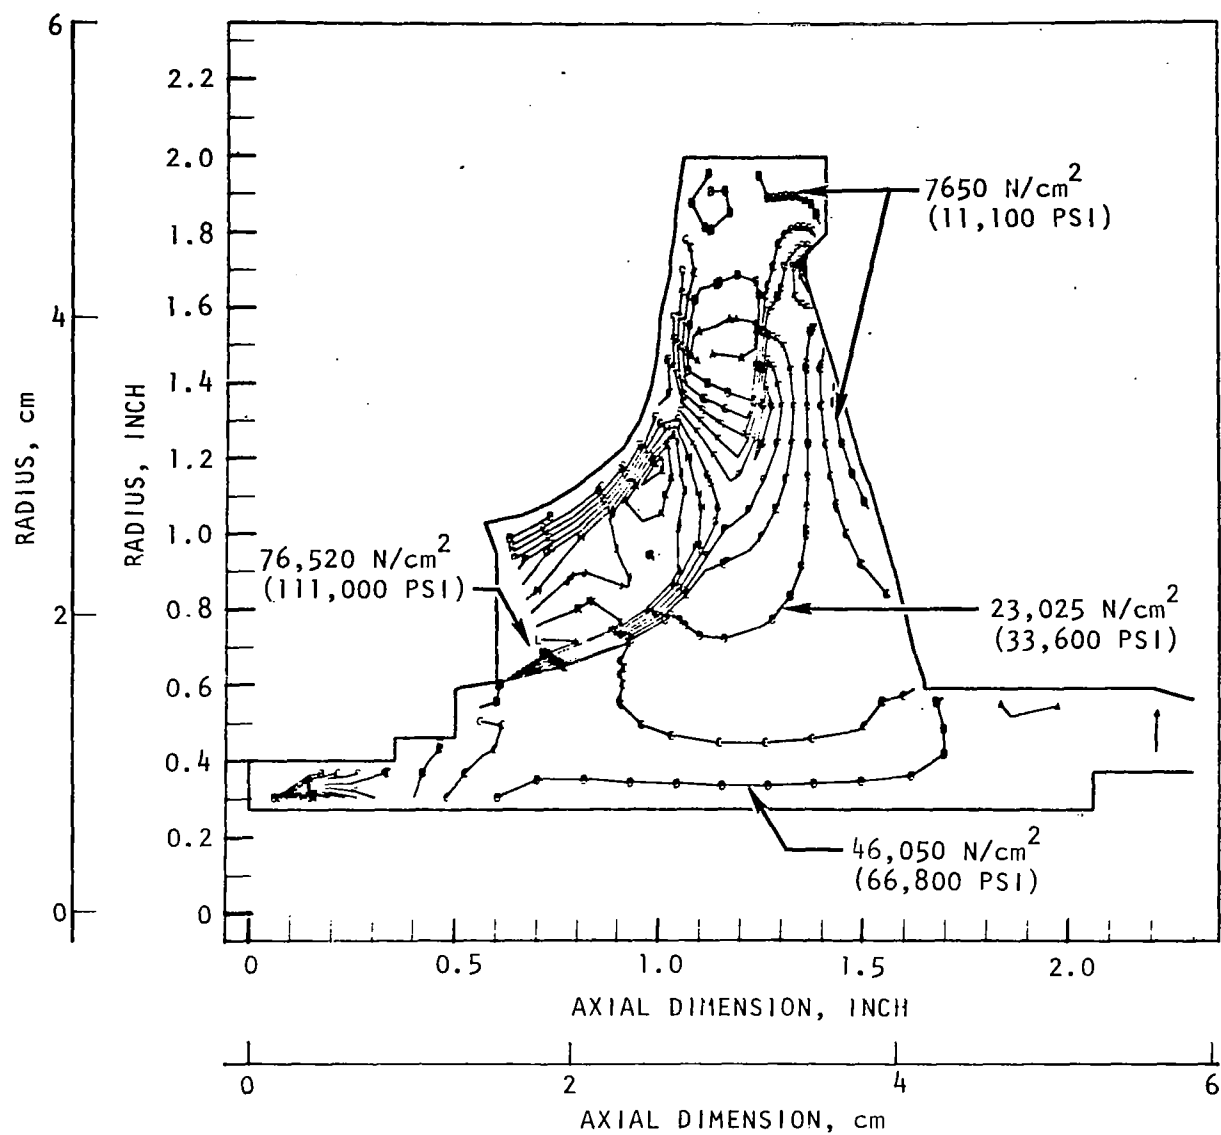 6
4
2
0
RADIUS, cm
RADIUS, INCH
2.2
2.0
1.8
1.6
1.4
1.2
1.0
0.8
0.6
0.4
0.2
0
7650 N/cm²
(11,100 PSI)
76,520 N/cm²
(111,000 PSI)
23,025 N/cm²
(33,600 PSI)
46,050 N/cm²
(66,800 PSI)
0 0.5 1.0 1.5 2.0
AXIAL DIMENSION, INCH
0 2 4 6
AXIAL DIMENSION, cm